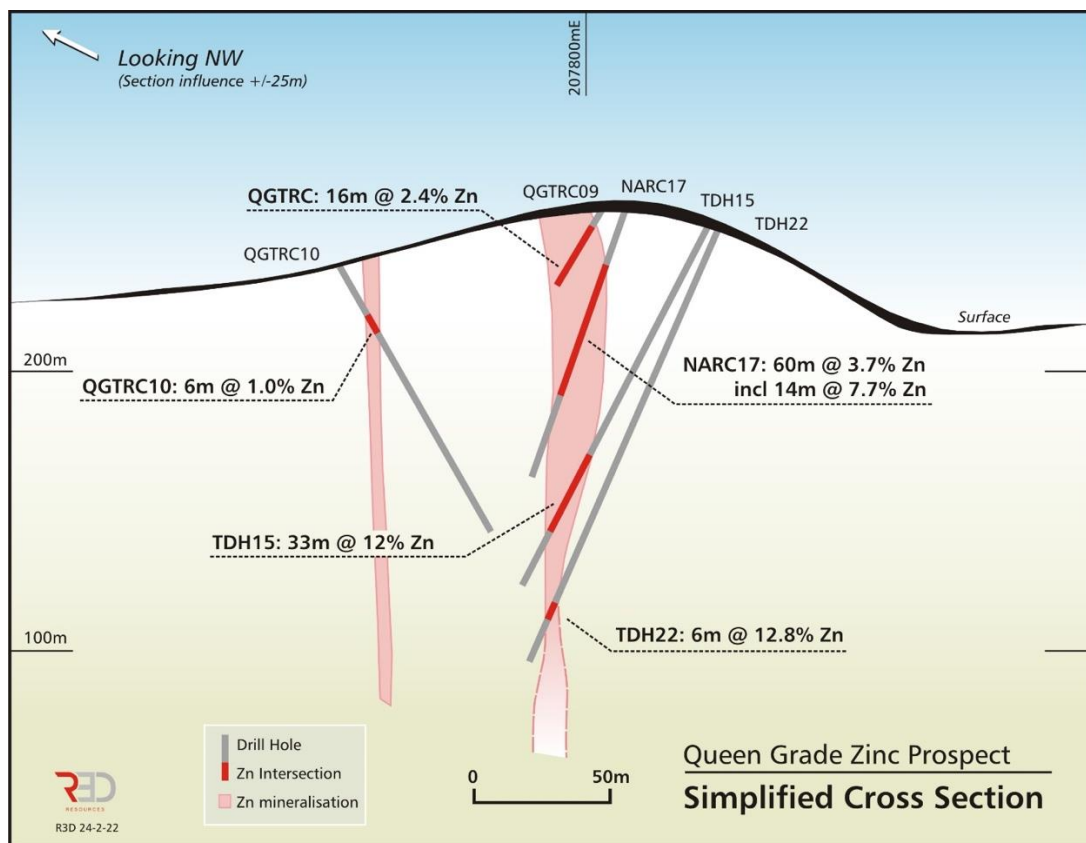 Looking NW
(Section influence +/-25m)
207800mE
QGTRC: 16m @ 2.4% Zn
QGTRC09
NARC17
TDH15
TDH22
QGTRC10
Surface
200m
QGTRC10: 6m @ 1.0% Zn
NARC17: 60m @ 3.7% Zn
incl 14m @ 7.7% Zn
TDH15: 33m @ 12% Zn
100m
TDH22: 6m @ 12.8% Zn
Drill Hole
Zn Intersection
Zn mineralisation
0
50m
Queen Grade Zinc Prospect
Simplified Cross Section
R3D
RESOURCES
R3D 24-2-22